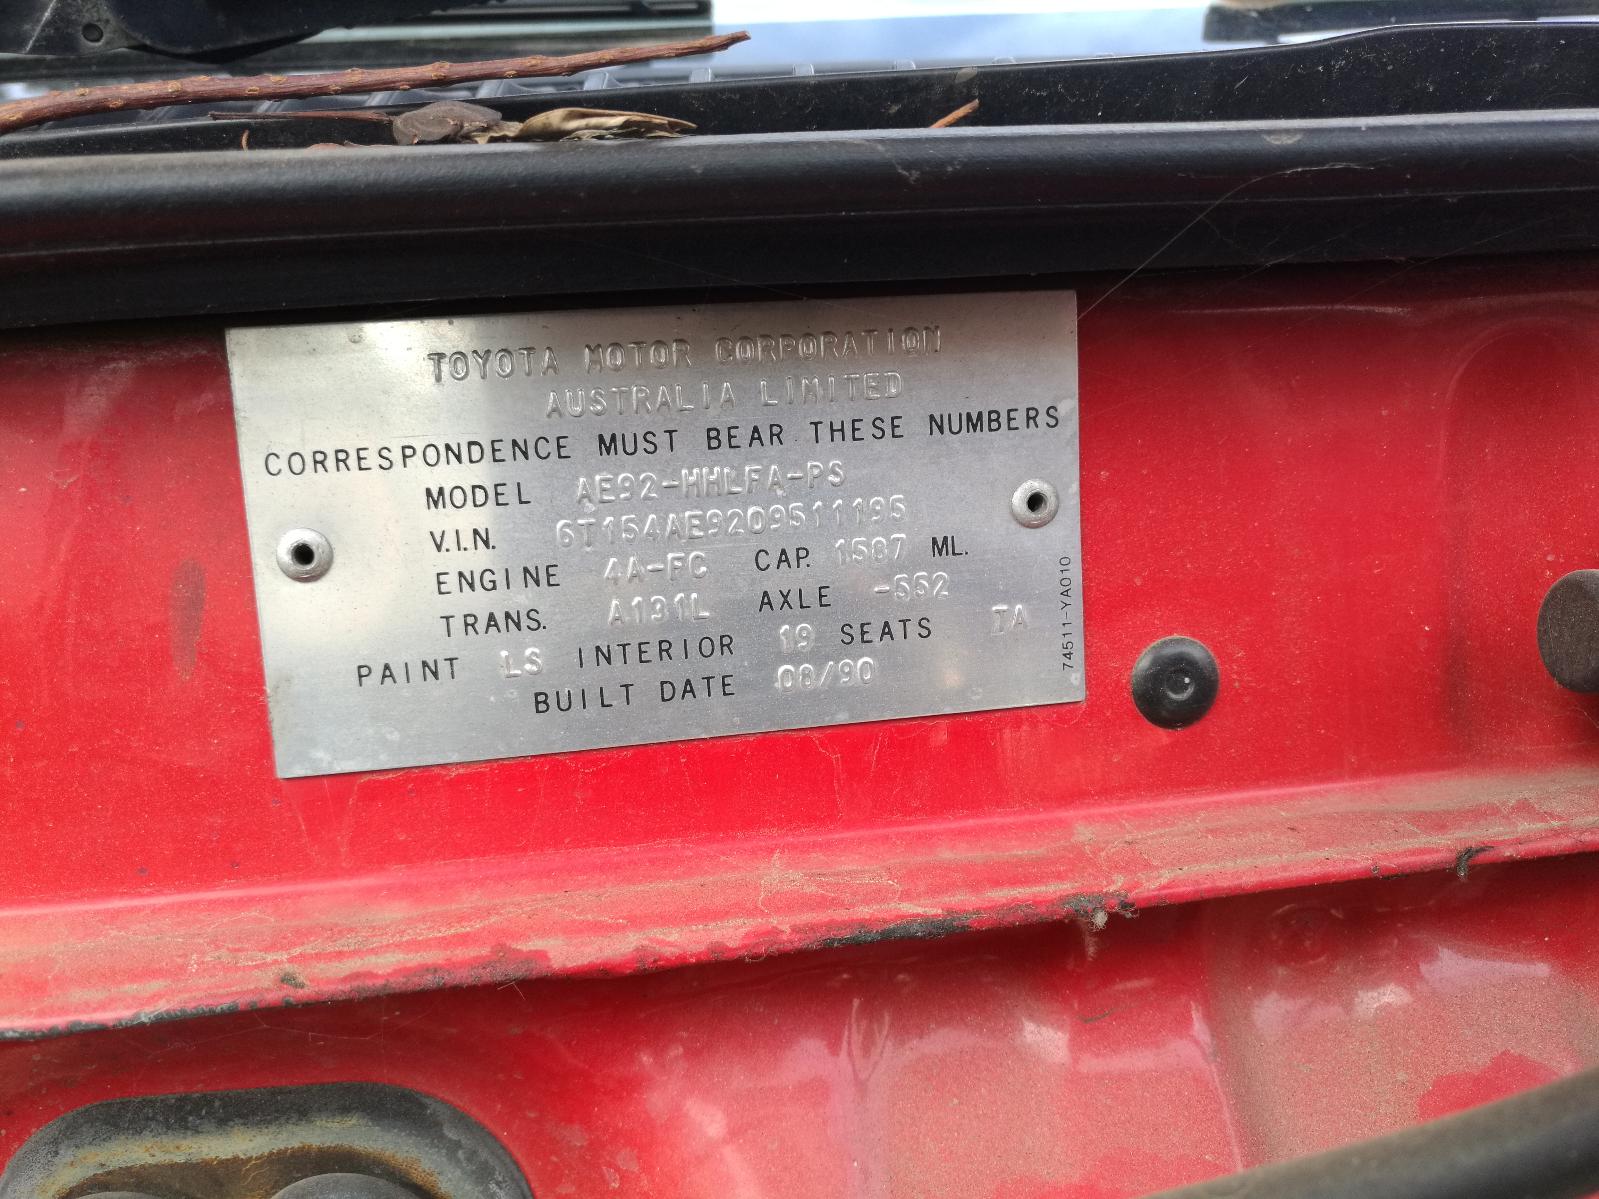 TOYOTA MOTOR CORPORATION
AUSTRALIA LIMITED
CORRESPONDENCE MUST BEAR THESE NUMBERS
MODEL AE92-HHLFA-PS
V.I.N. 6T154AE9209511195
ENGINE 4A-FC CAP. 1587 ML.
TRANS. A131L AXLE -552
PAINT LS INTERIOR 19 SEATS TA
BUILT DATE 08/90
74511-YA010